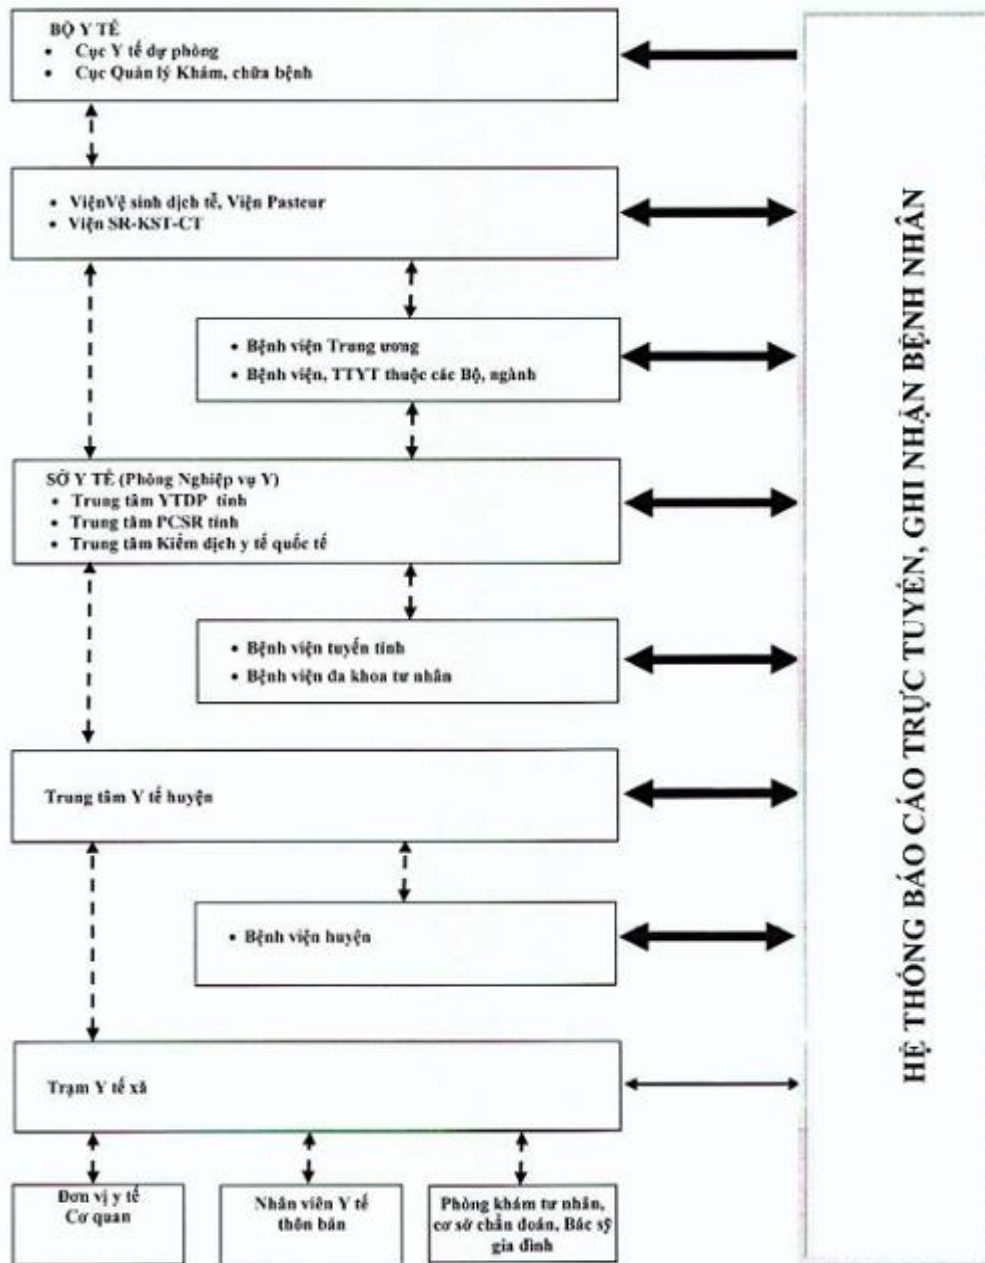 BỘ Y TẾ
• Cục Y tế dự phòng
• Cục Quản lý Khám, chữa bệnh
• ViệnVệ sinh dịch tễ, Viện Pasteur
• Viện SR-KST-CT
• Bệnh viện Trung ương
• Bệnh viện, TTYT thuộc các Bộ, ngành
SỞ Y TẾ (Phòng Nghiệp vụ Y)
• Trung tâm YTDP tỉnh
• Trung tâm PCSR tỉnh
• Trung tâm Kiểm dịch y tế quốc tế
• Bệnh viện tuyến tỉnh
• Bệnh viện đa khoa tư nhân
Trung tâm Y tế huyện
• Bệnh viện huyện
Trạm Y tế xã
Đơn vị y tế
Cơ quan
Nhân viên Y tế
thôn bản
Phòng khám tư nhân,
cơ sở chẩn đoán, Bác sỹ
gia đình
HỆ THỐNG BÁO CÁO TRỰC TUYẾN, GHI NHẬN BỆNH NHÂN